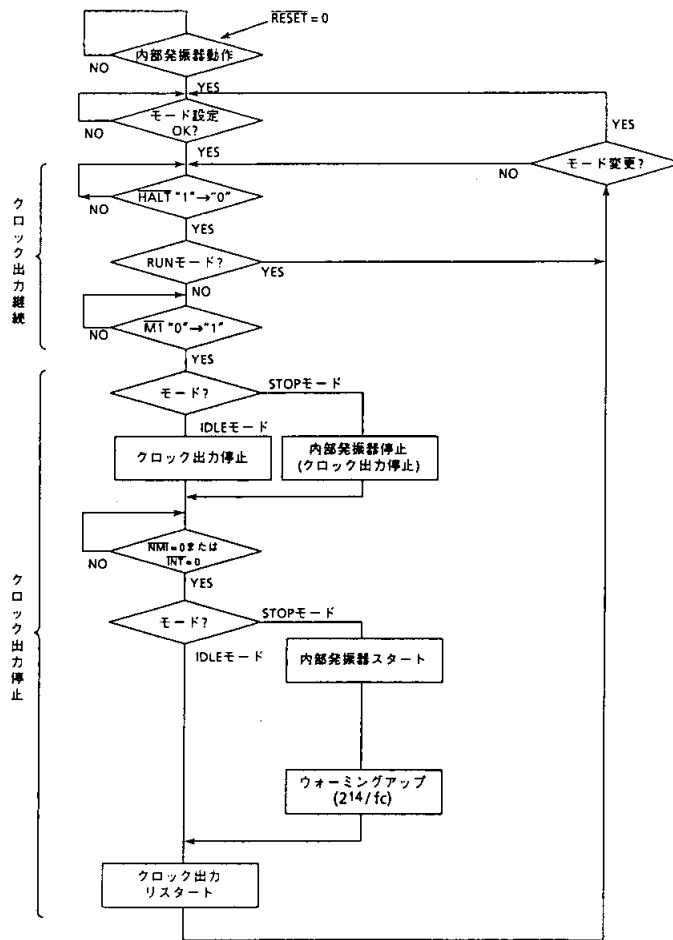 RESET = 0
内部発振器動作
NO
YES
モード設定
OK?
NO
YES
YES
モード変更?
NO
HALT "1"→"0"
NO
YES
RUNモード?
YES
NO
M1 "0"→"1"
NO
YES
クロック出力継続
モード?
STOPモード
IDLEモード
クロック出力停止
内部発振器停止
(クロック出力停止)
NMI=0または
INT=0
NO
YES
モード?
STOPモード
IDLEモード
内部発振器スタート
ウォーミングアップ
(2^14/fc)
クロック出力
リスタート
クロック出力停止